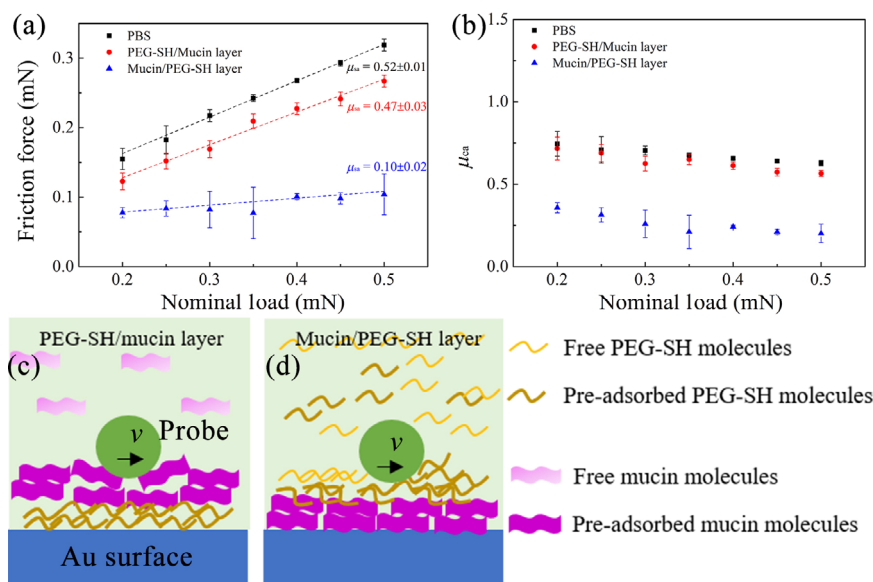 (a)
PBS
PEG-SH/Mucin layer
Mucin/PEG-SH layer
μsa = 0.52±0.01
μsa = 0.47±0.03
μsa = 0.10±0.02
Friction force (mN)
0.3
0.2
0.1
0.0
0.2 0.3 0.4 0.5
Nominal load (mN)
(b)
PBS
PEG-SH/Mucin layer
Mucin/PEG-SH layer
μca
1.5
1.0
0.5
0.0
0.2 0.3 0.4 0.5
Nominal load (mN)
PEG-SH/mucin layer
(c)
v
Probe
Au surface
Mucin/PEG-SH layer
(d)
v
Free PEG-SH molecules
Pre-adsorbed PEG-SH molecules
Free mucin molecules
Pre-adsorbed mucin molecules